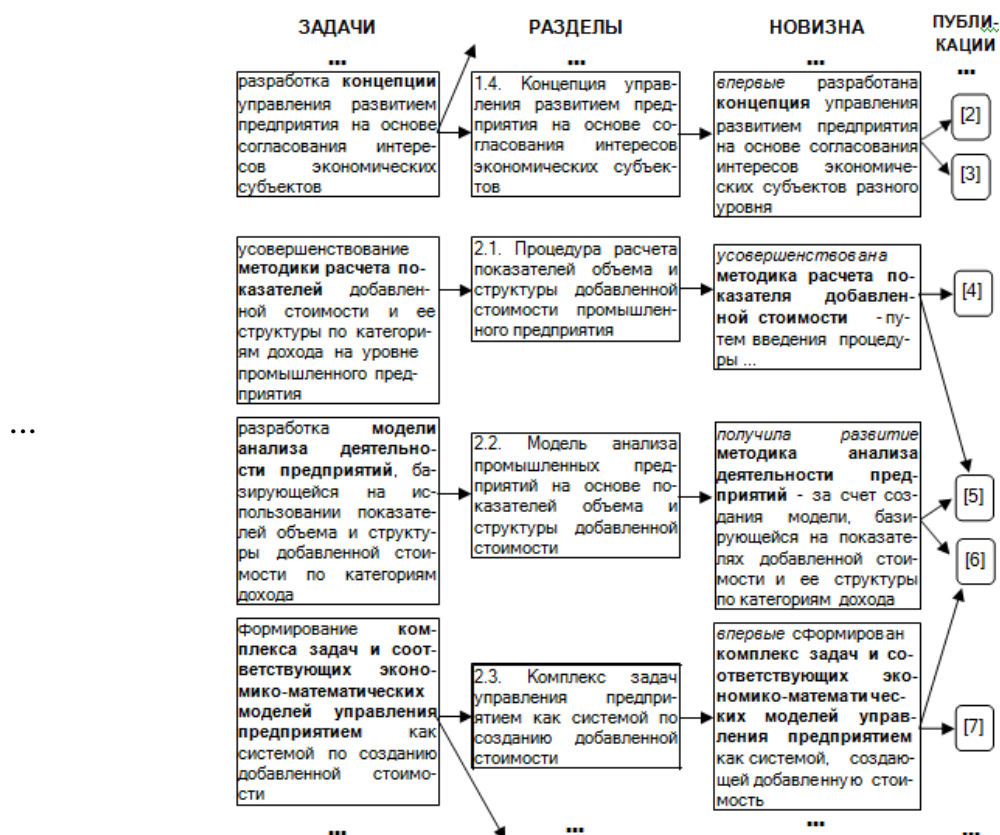 ЗАДАЧИ
РАЗДЕЛЫ
НОВИЗНА
ПУБЛИ-
КАЦИИ
...
...
...
...
разработка концепции
управления развитием
предприятия на основе
согласования интере-
сов экономических
субъектов
1.4. Концепция управ-
ления развитием пред-
приятия на основе со-
гласования интересов
экономических субъек-
тов
впервые разработана
концепция управления
развитием предприятия
на основе согласования
интересов экономиче-
ских субъектов разного
уровня
[2]
[3]
усовершенствование
методики расчета по-
казателей добавлен-
ной стоимости и ее
структуры по категори-
ям дохода на уровне
промышленного пред-
приятия
2.1. Процедура расчета
показателей объема и
структуры добавленной
стоимости промышлен-
ного предприятия
усовершенствована
методика расчета по-
казателя добавлен-
ной стоимости - пу-
тем введения процеду-
ры ...
[4]
...
разработка модели
анализа деятельно-
сти предприятий, ба-
зирующейся на ис-
пользовании показате-
лей объема и структу-
ры добавленной стои-
мости по категориям
дохода
2.2. Модель анализа
промышленных пред-
приятий на основе по-
казателей объема и
структуры добавленной
стоимости
получила развитие
методика анализа
деятельности пред-
приятий - за счет соз-
дания модели, бази-
рующейся на показате-
лях добавленной стои-
мости и ее структуры
по категориям дохода
[5]
[6]
формирование ком-
плекса задач и соот-
ветствующих эконо-
мико-математических
моделей управления
предприятием как
системой по созданию
добавленной стоимо-
сти
2.3. Комплекс задач
управления предпри-
ятием как системой по
созданию добавленной
стоимости
впервые сформирован
комплекс задач и со-
ответствующих эко-
номико-математичес-
ких моделей управ-
ления предприятием
как системой, создаю-
щей добавленную стои-
мость
[7]
...
...
...
...